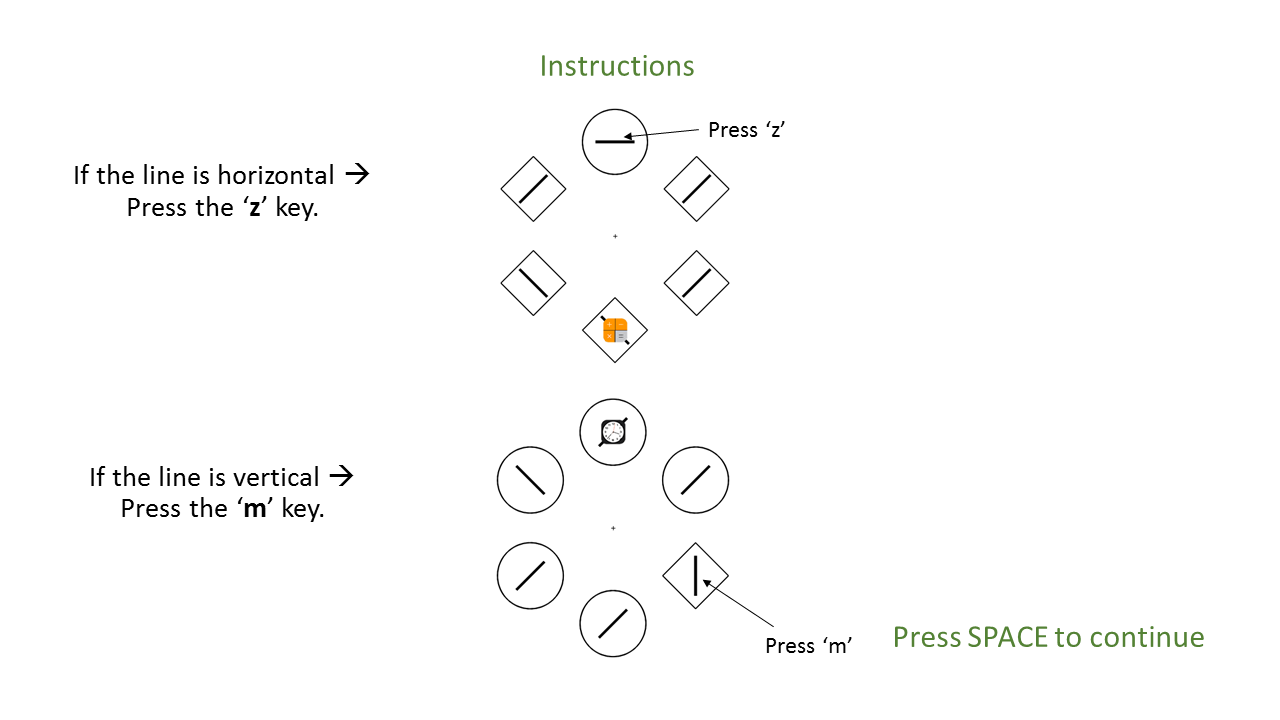 Instructions
Press ‘z’
If the line is horizontal →
Press the ‘z’ key.
If the line is vertical →
Press the ‘m’ key.
Press ‘m’
Press SPACE to continue